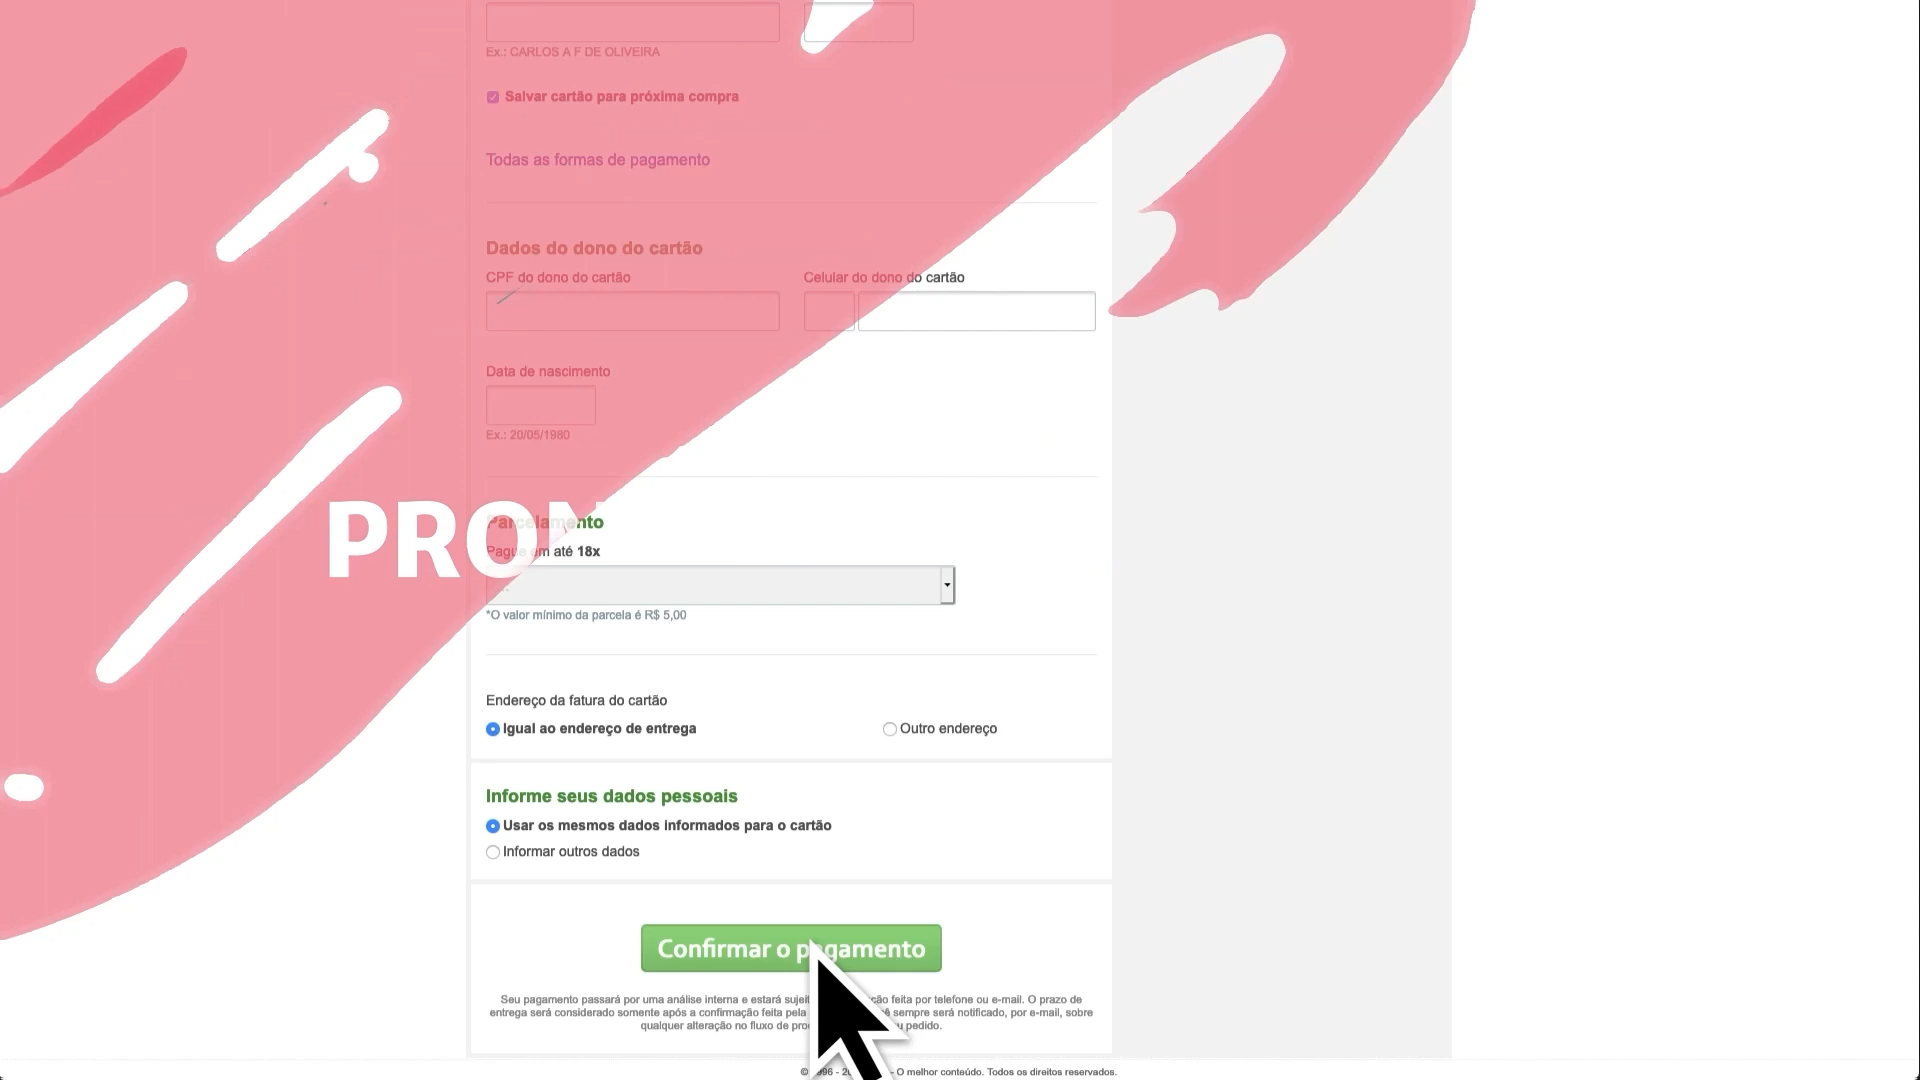 Ex.: CARLOS A F DE OLIVEIRA
Salvar cartão para próxima compra
Todas as formas de pagamento
Dados do dono do cartão
CPF do dono do cartão Celular do dono do cartão
Data de nascimento
Ex.: 20/05/1980
PRO
Parcelamento
Pague em até 18x
*O valor mínimo da parcela é R$ 5,00
Endereço da fatura do cartão
Igual ao endereço de entrega Outro endereço
Informe seus dados pessoais
Usar os mesmos dados informados para o cartão
Informar outros dados
Confirmar o pagamento
Seu pagamento passará por uma análise interna e estará feita por telefone ou e-mail. O prazo de
entrega será considerado somente após a confirmação feita pela sempre será notificado, por e-mail, sobre
qualquer alteração no fluxo de pedido.
© - O melhor conteúdo. Todos os direitos reservados.